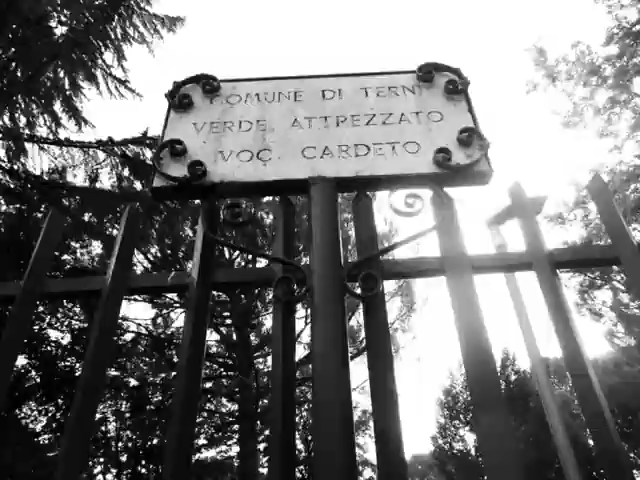 COMUNE DI TERNI
VERDE ATTREZZATO
VOC. CARDETO